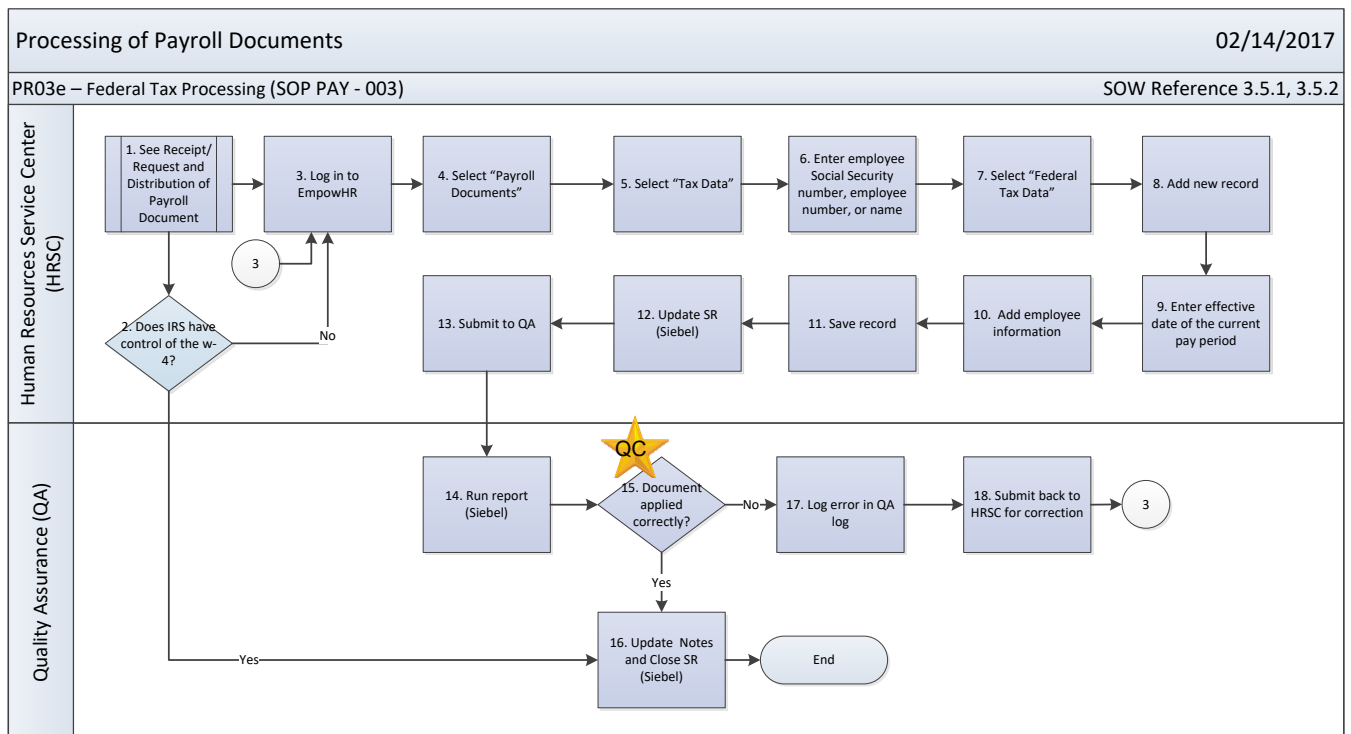 Processing of Payroll Documents
02/14/2017
PR03e – Federal Tax Processing (SOP PAY - 003)
SOW Reference 3.5.1, 3.5.2
Human Resources Service Center
(HRSC)
1. See Receipt/
Request and
Distribution of
Payroll
Document
3. Log in to
EmpowHR
4. Select “Payroll
Documents”
5. Select “Tax Data”
6. Enter employee
Social Security
number, employee
number, or name
7. Select “Federal
Tax Data”
8. Add new record
3
2. Does IRS have
control of the w-
4?
No
13. Submit to QA
12. Update SR
(Siebel)
11. Save record
10. Add employee
information
9. Enter effective
date of the current
pay period
Quality Assurance (QA)
QC
14. Run report
(Siebel)
15. Document
applied
correctly?
No
17. Log error in QA
log
18. Submit back to
HRSC for correction
3
Yes
Yes
16. Update Notes
and Close SR
(Siebel)
End